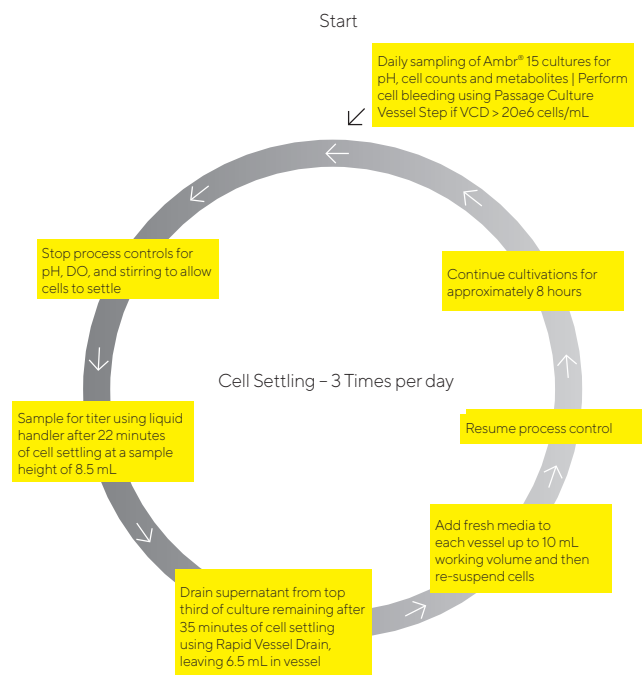 Start
Daily sampling of Ambr® 15 cultures for
pH, cell counts and metabolites | Perform
cell bleeding using Passage Culture
Vessel Step if VCD > 20e6 cells/mL
Stop process controls for
pH, DO, and stirring to allow
cells to settle
Sample for titer using liquid
handler after 22 minutes
of cell settling at a sample
height of 8.5 mL
Drain supernatant from top
third of culture remaining after
35 minutes of cell settling
using Rapid Vessel Drain,
leaving 6.5 mL in vessel
Add fresh media to
each vessel up to 10 mL
working volume and then
re-suspend cells
Resume process control
Continue cultivations for
approximately 8 hours
Cell Settling – 3 Times per day